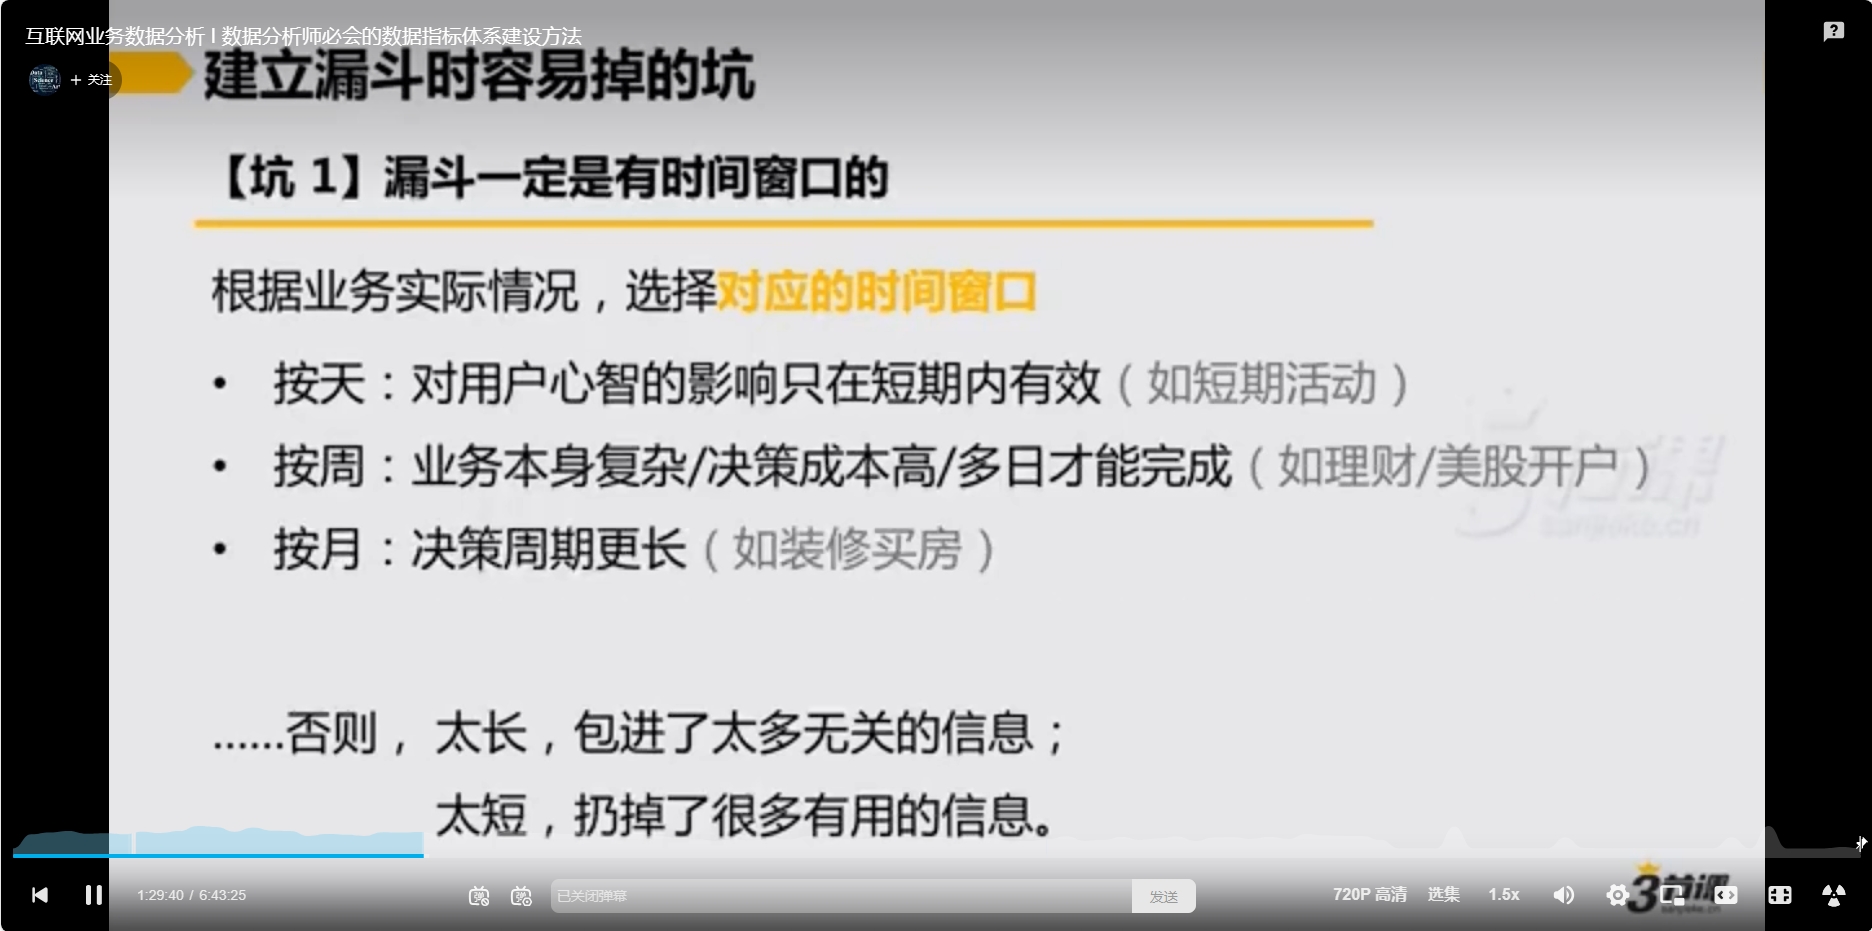 互联网业务数据分析 I 数据分析师必会的数据指标体系建设方法
+ 关注
建立漏斗时容易掉的坑
【坑 1】漏斗一定是有时间窗口的
根据业务实际情况，选择对应的时间窗口
• 按天：对用户心智的影响只在短期内有效（如短期活动）
• 按周：业务本身复杂/决策成本高/多日才能完成（如理财/美股开户）
• 按月：决策周期更长（如装修买房）
三节课
sanjieke.cn
……否则， 太长，包进了太多无关的信息；
太短，扔掉了很多有用的信息。
1:29:40 / 6:43:25
已关闭弹幕
发送
720P 高清
选集
1.5x